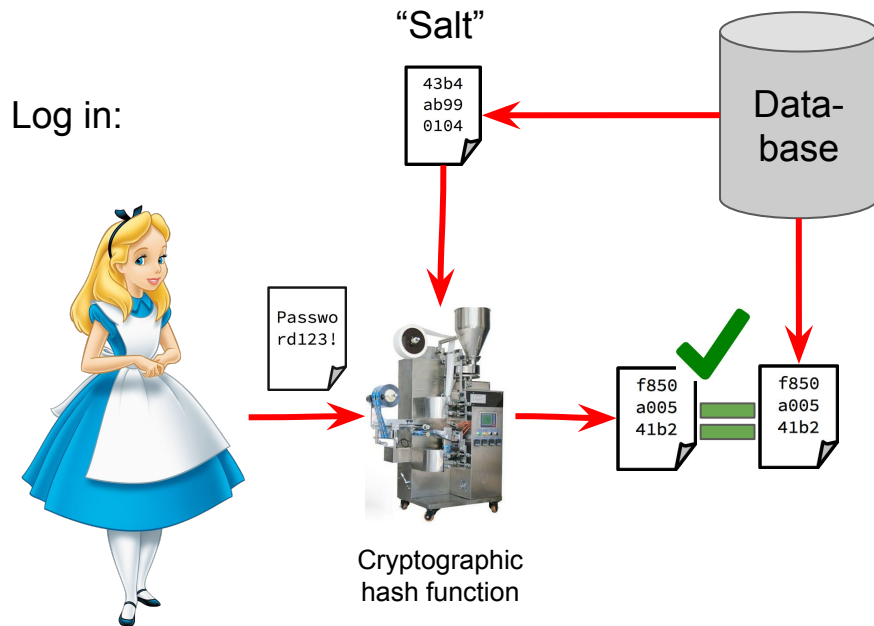 “Salt”
43b4
ab99
0104
Data-
base
Log in:
Passwo
rd123!
f850
a005
41b2
f850
a005
41b2
Cryptographic
hash function